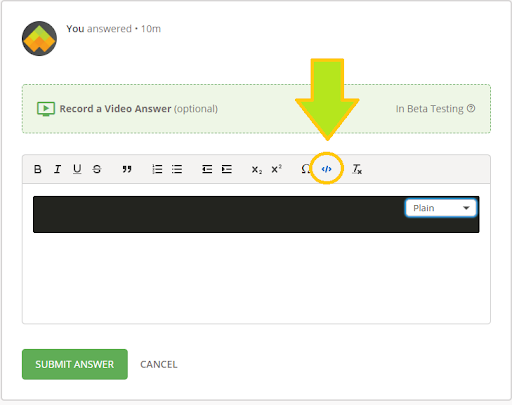 You answered • 10m
Record a Video Answer (optional) In Beta Testing
B I U S ” x₂ x² Ω </> Tx
Plain
SUBMIT ANSWER CANCEL